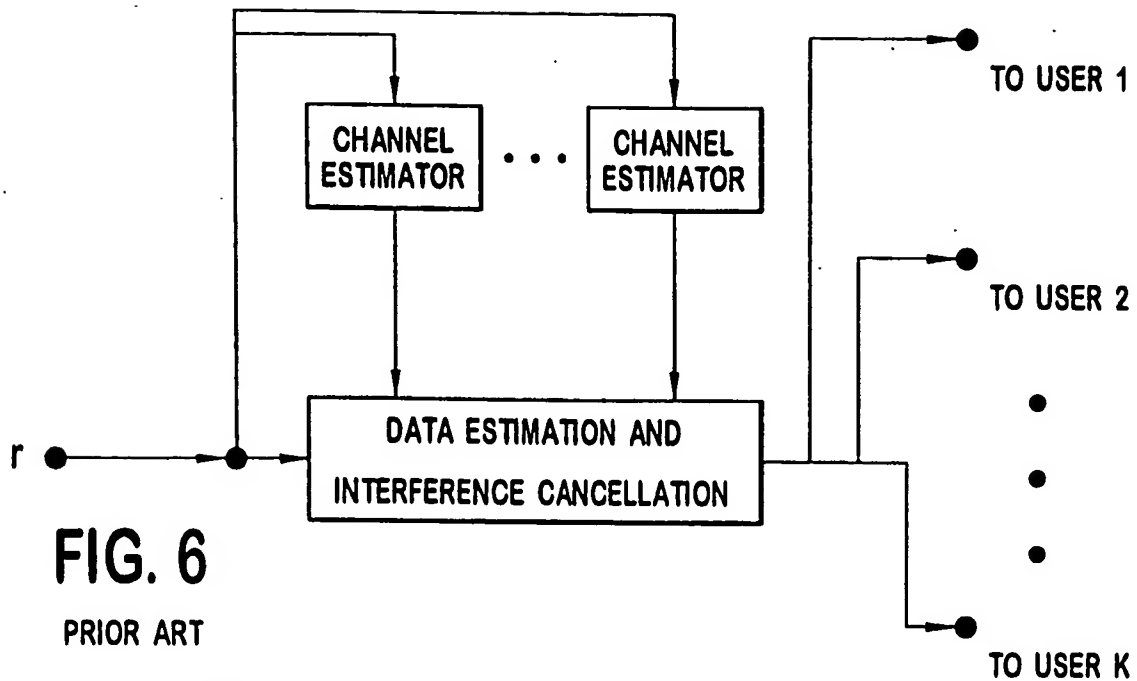 TO USER 1
CHANNEL
ESTIMATOR
CHANNEL
ESTIMATOR
TO USER 2
DATA ESTIMATION AND
INTERFERENCE CANCELLATION
r
FIG. 6
PRIOR ART
TO USER K